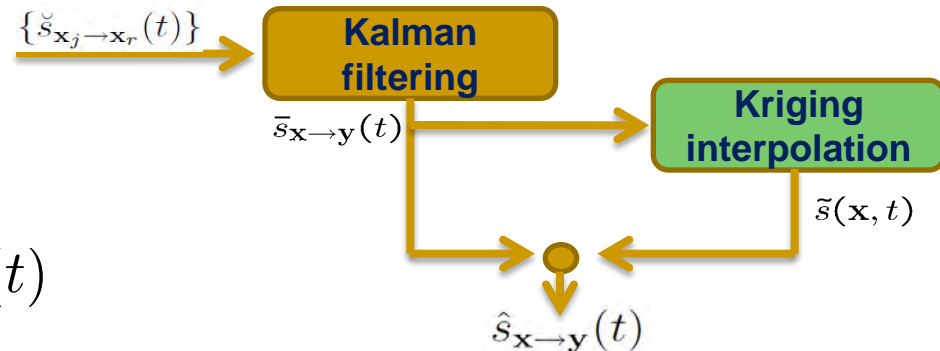 {s̆_{x_j→x_r}(t)}
Kalman
filtering
s̄_{x→y}(t)
Kriging
interpolation
s̃(x, t)
t)
ŝ_{x→y}(t)